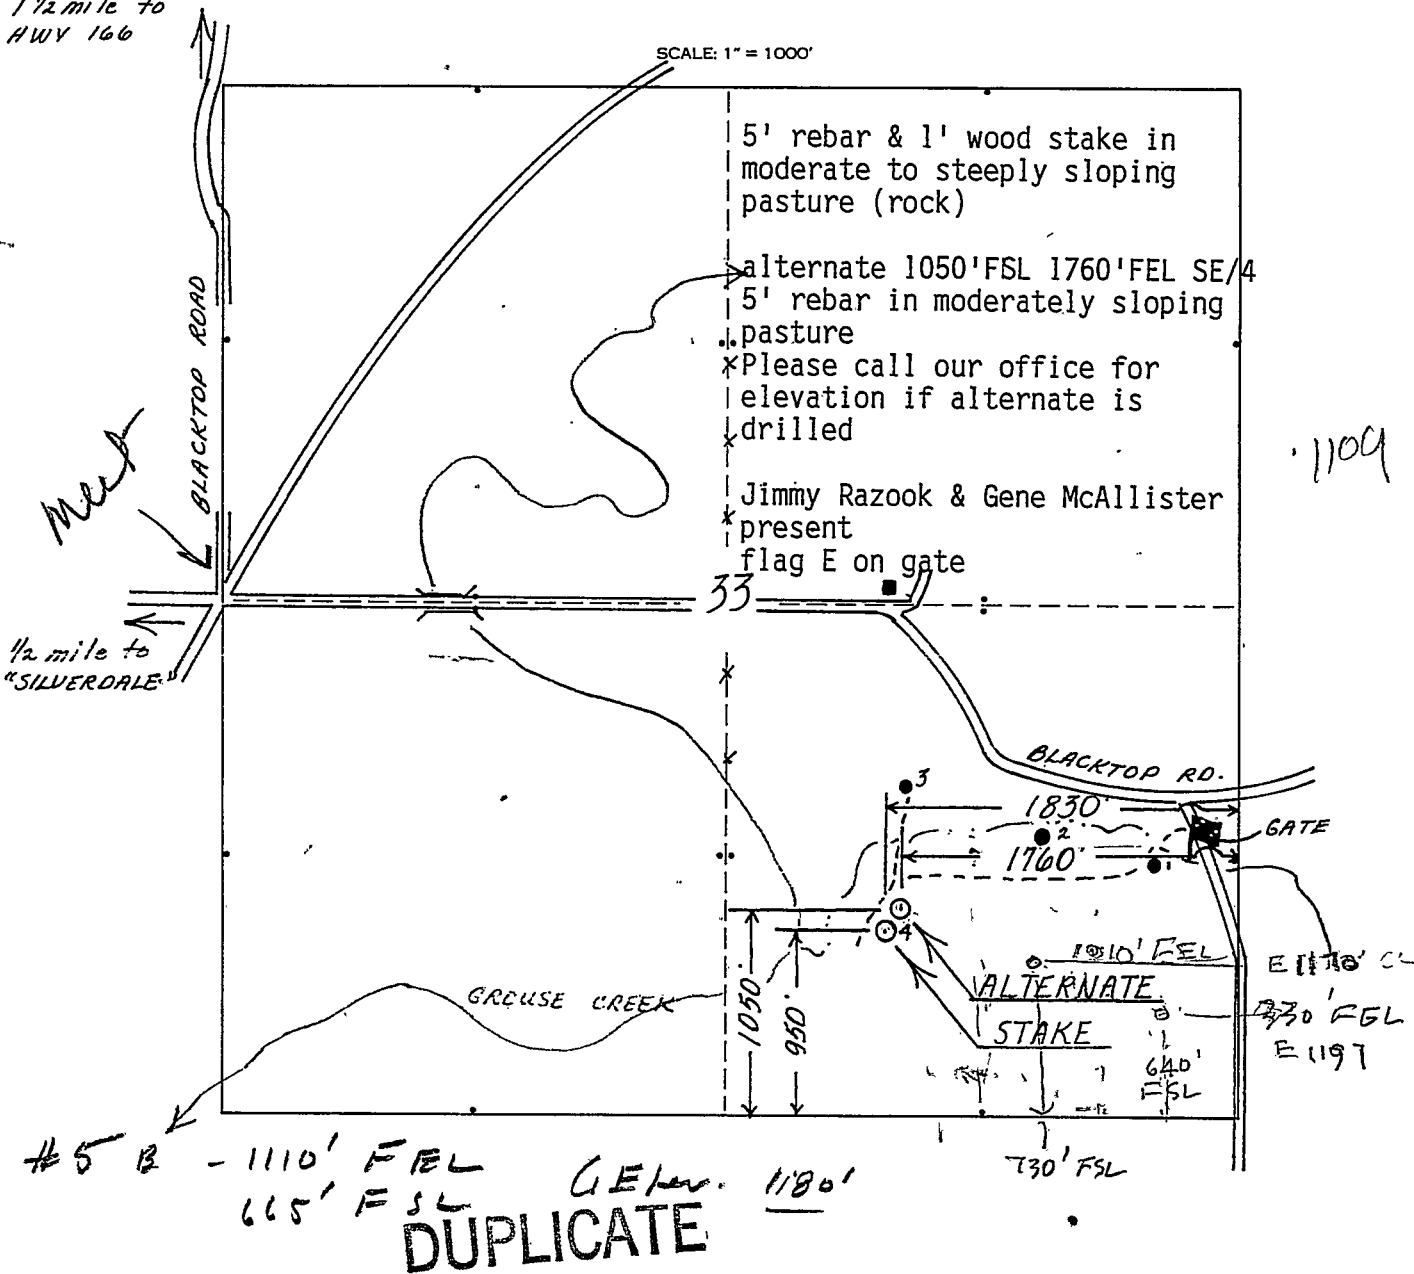 1 1/2 mile to
HWY 166
SCALE: 1" = 1000'
5' rebar & 1' wood stake in
moderate to steeply sloping
pasture (rock)
alternate 1050'FSL 1760'FEL SE/4
5' rebar in moderately sloping
pasture
Please call our office for
elevation if alternate is
drilled
Jimmy Razook & Gene McAllister
present
flag E on gate
BLACKTOP ROAD
Meet
1109
33
1/2 mile to
"SILVERDALE"
BLACKTOP RD.
3
1830'
2
GATE
1760'
4
1010' FEL
ALTERNATE
330' FEL
E 1197
GROUSE CREEK
1050'
950'
STAKE
640'
FSL
730' FSL
#5 B - 1110' FEL
665' FSL
GElev. 1180'
DUPLICATE